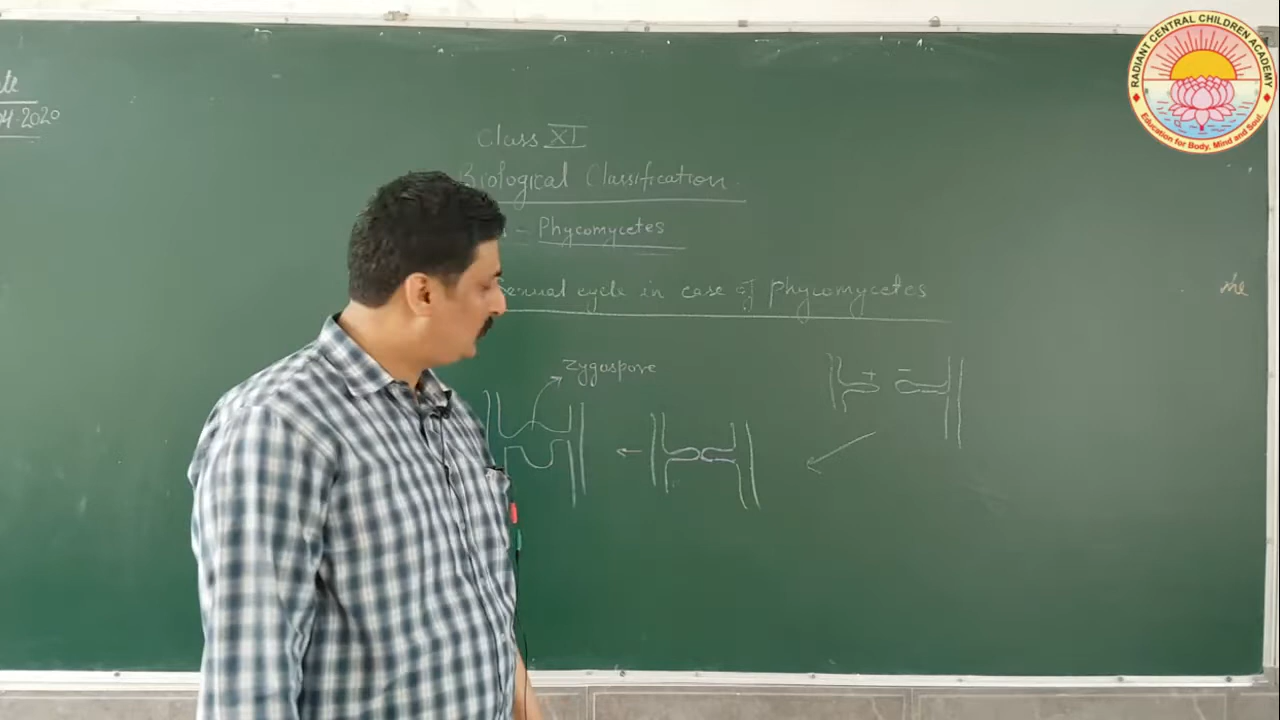 2020
Class XI
Biological Classification
- Phycomycetes
sexual cycle in case of Phycomycetes
Zygospore
+ -
RADIANT CENTRAL CHILDREN ACADEMY
Education for Body, Mind and Soul.